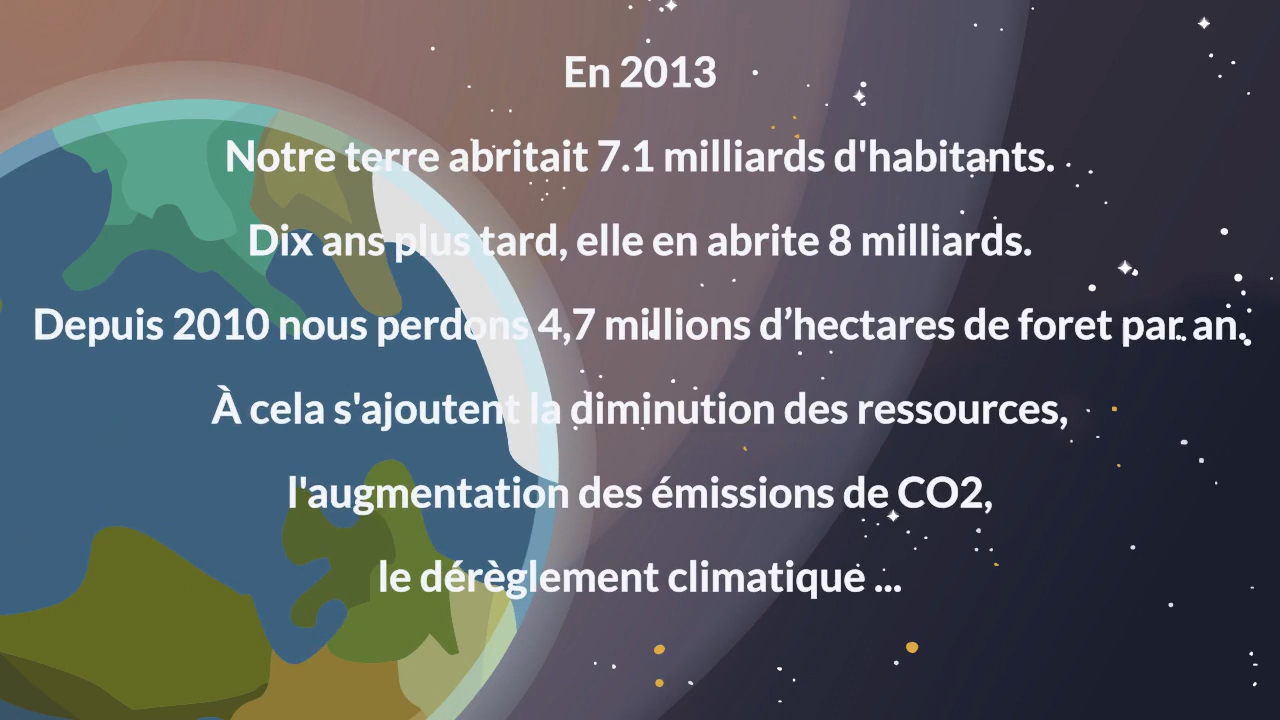 En 2013
Notre terre abritait 7.1 milliards d'habitants.
Dix ans plus tard, elle en abrite 8 milliards.
Depuis 2010 nous perdons 4,7 millions d’hectares de foret par an.
À cela s'ajoutent la diminution des ressources,
l'augmentation des émissions de CO2,
le dérèglement climatique ...